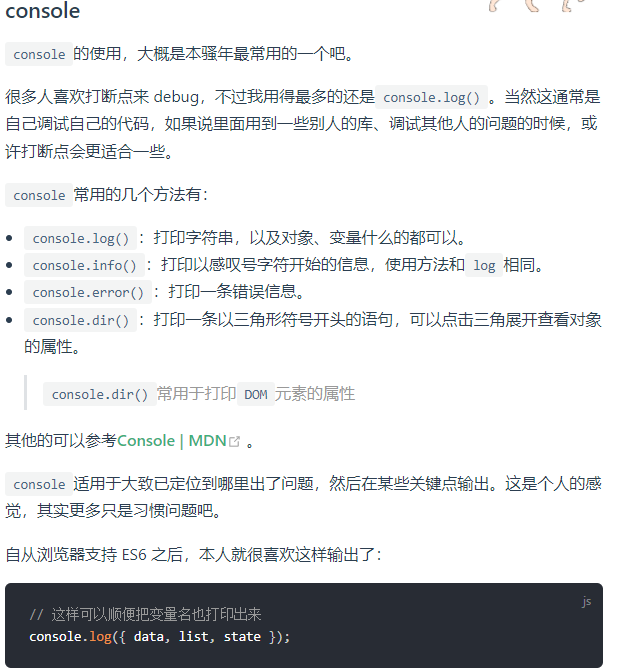 console
console 的使用，大概是本骚年最常用的一个吧。
很多人喜欢打断点来 debug，不过我用得最多的还是 console.log() 。当然这通常是
自己调试自己的代码，如果说里面用到一些别人的库、调试其他人的问题的时候，或
许打断点会更适合一些。
console 常用的几个方法有：
• console.log() ：打印字符串，以及对象、变量什么的都可以。
• console.info() ：打印以感叹号字符开始的信息，使用方法和 log 相同。
• console.error() ：打印一条错误信息。
• console.dir() ：打印一条以三角形符号开头的语句，可以点击三角展开查看对象
的属性。
console.dir() 常用于打印 DOM 元素的属性
其他的可以参考Console | MDN 。
console 适用于大致已定位到哪里出了问题，然后在某些关键点输出。这是个人的感
觉，其实更多只是习惯问题吧。
自从浏览器支持 ES6 之后，本人就很喜欢这样输出了：
js
// 这样可以顺便把变量名也打印出来
console.log({ data, list, state });